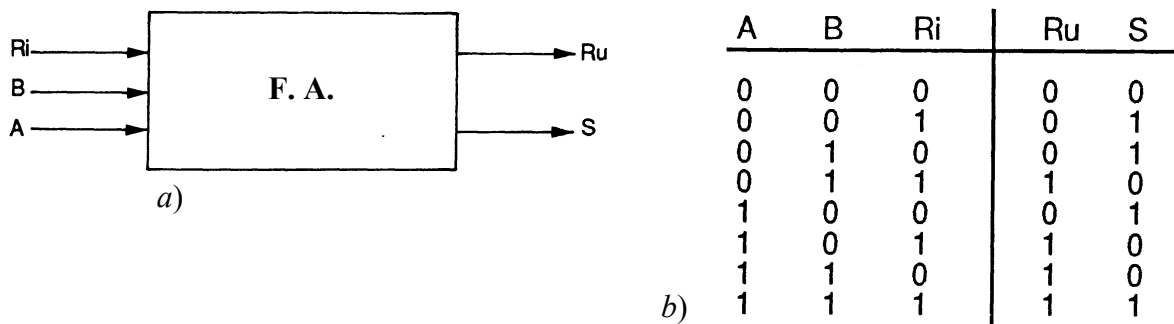 Ri
B
A
F. A.
Ru
S
a)
A B Ri Ru S
0 0 0 0 0
0 0 1 0 1
0 1 0 0 1
0 1 1 1 0
1 0 0 0 1
1 0 1 1 0
1 1 0 1 0
1 1 1 1 1
b)